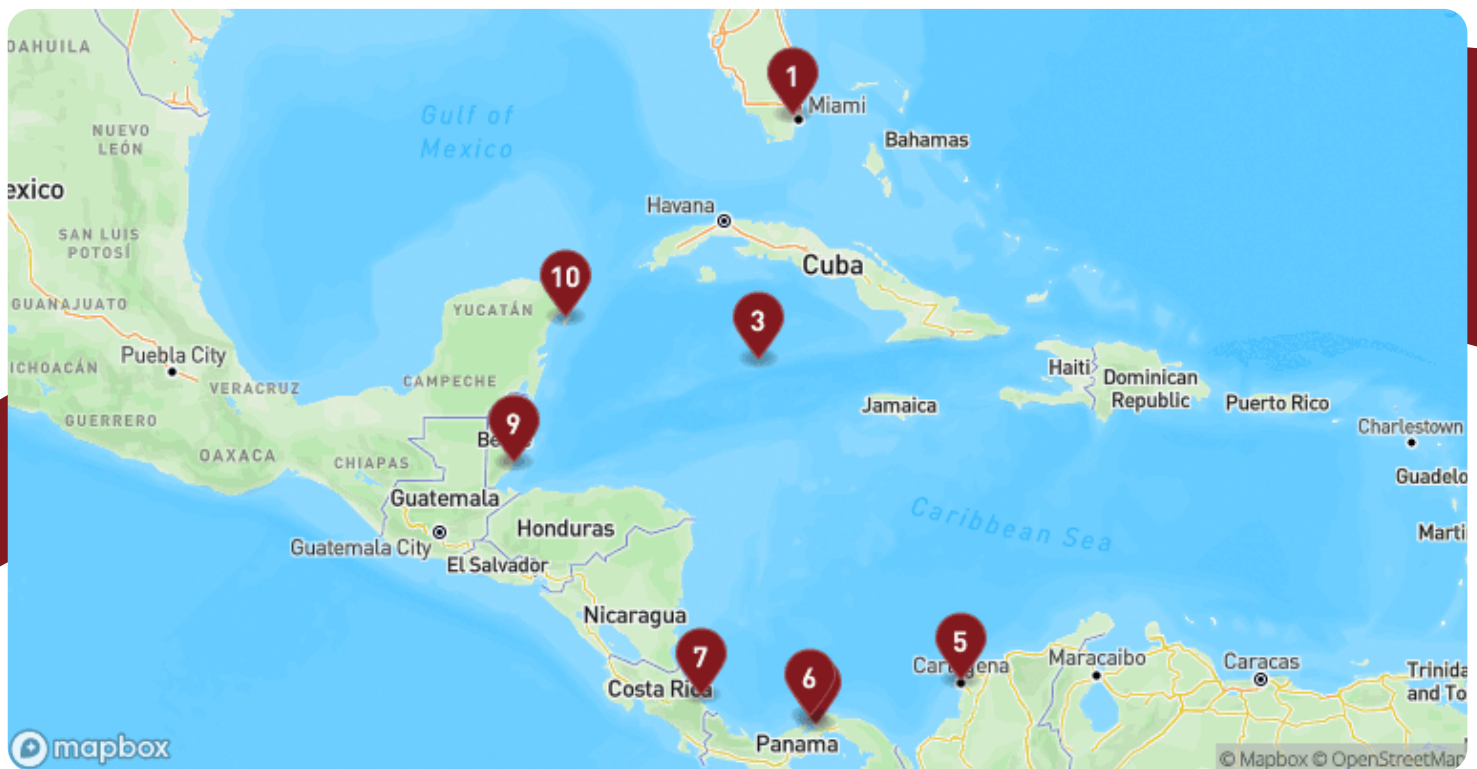 OAHUILA
1
Miami
Gulf of
Mexico
NUEVO
LEÓN
Bahamas
exico
Havana
SAN LUIS
POTOSÍ
Cuba
10
YUCATÁN
GUANAJUATO
3
Puebla City
ICHOACÁN
Haiti
Dominican
Republic
CAMPECHE
VERACRUZ
Jamaica
Puerto Rico
GUERRERO
9
Charlestown
OAXACA
CHIAPAS
Guadelo
Guatemala
Caribbean Sea
Honduras
Marti
Guatemala City
El Salvador
Nicaragua
5
7
Maracaibo
Caracas
Costa Rica
6
Trinida
and To
Panama
mapbox
© Mapbox © OpenStreetMap